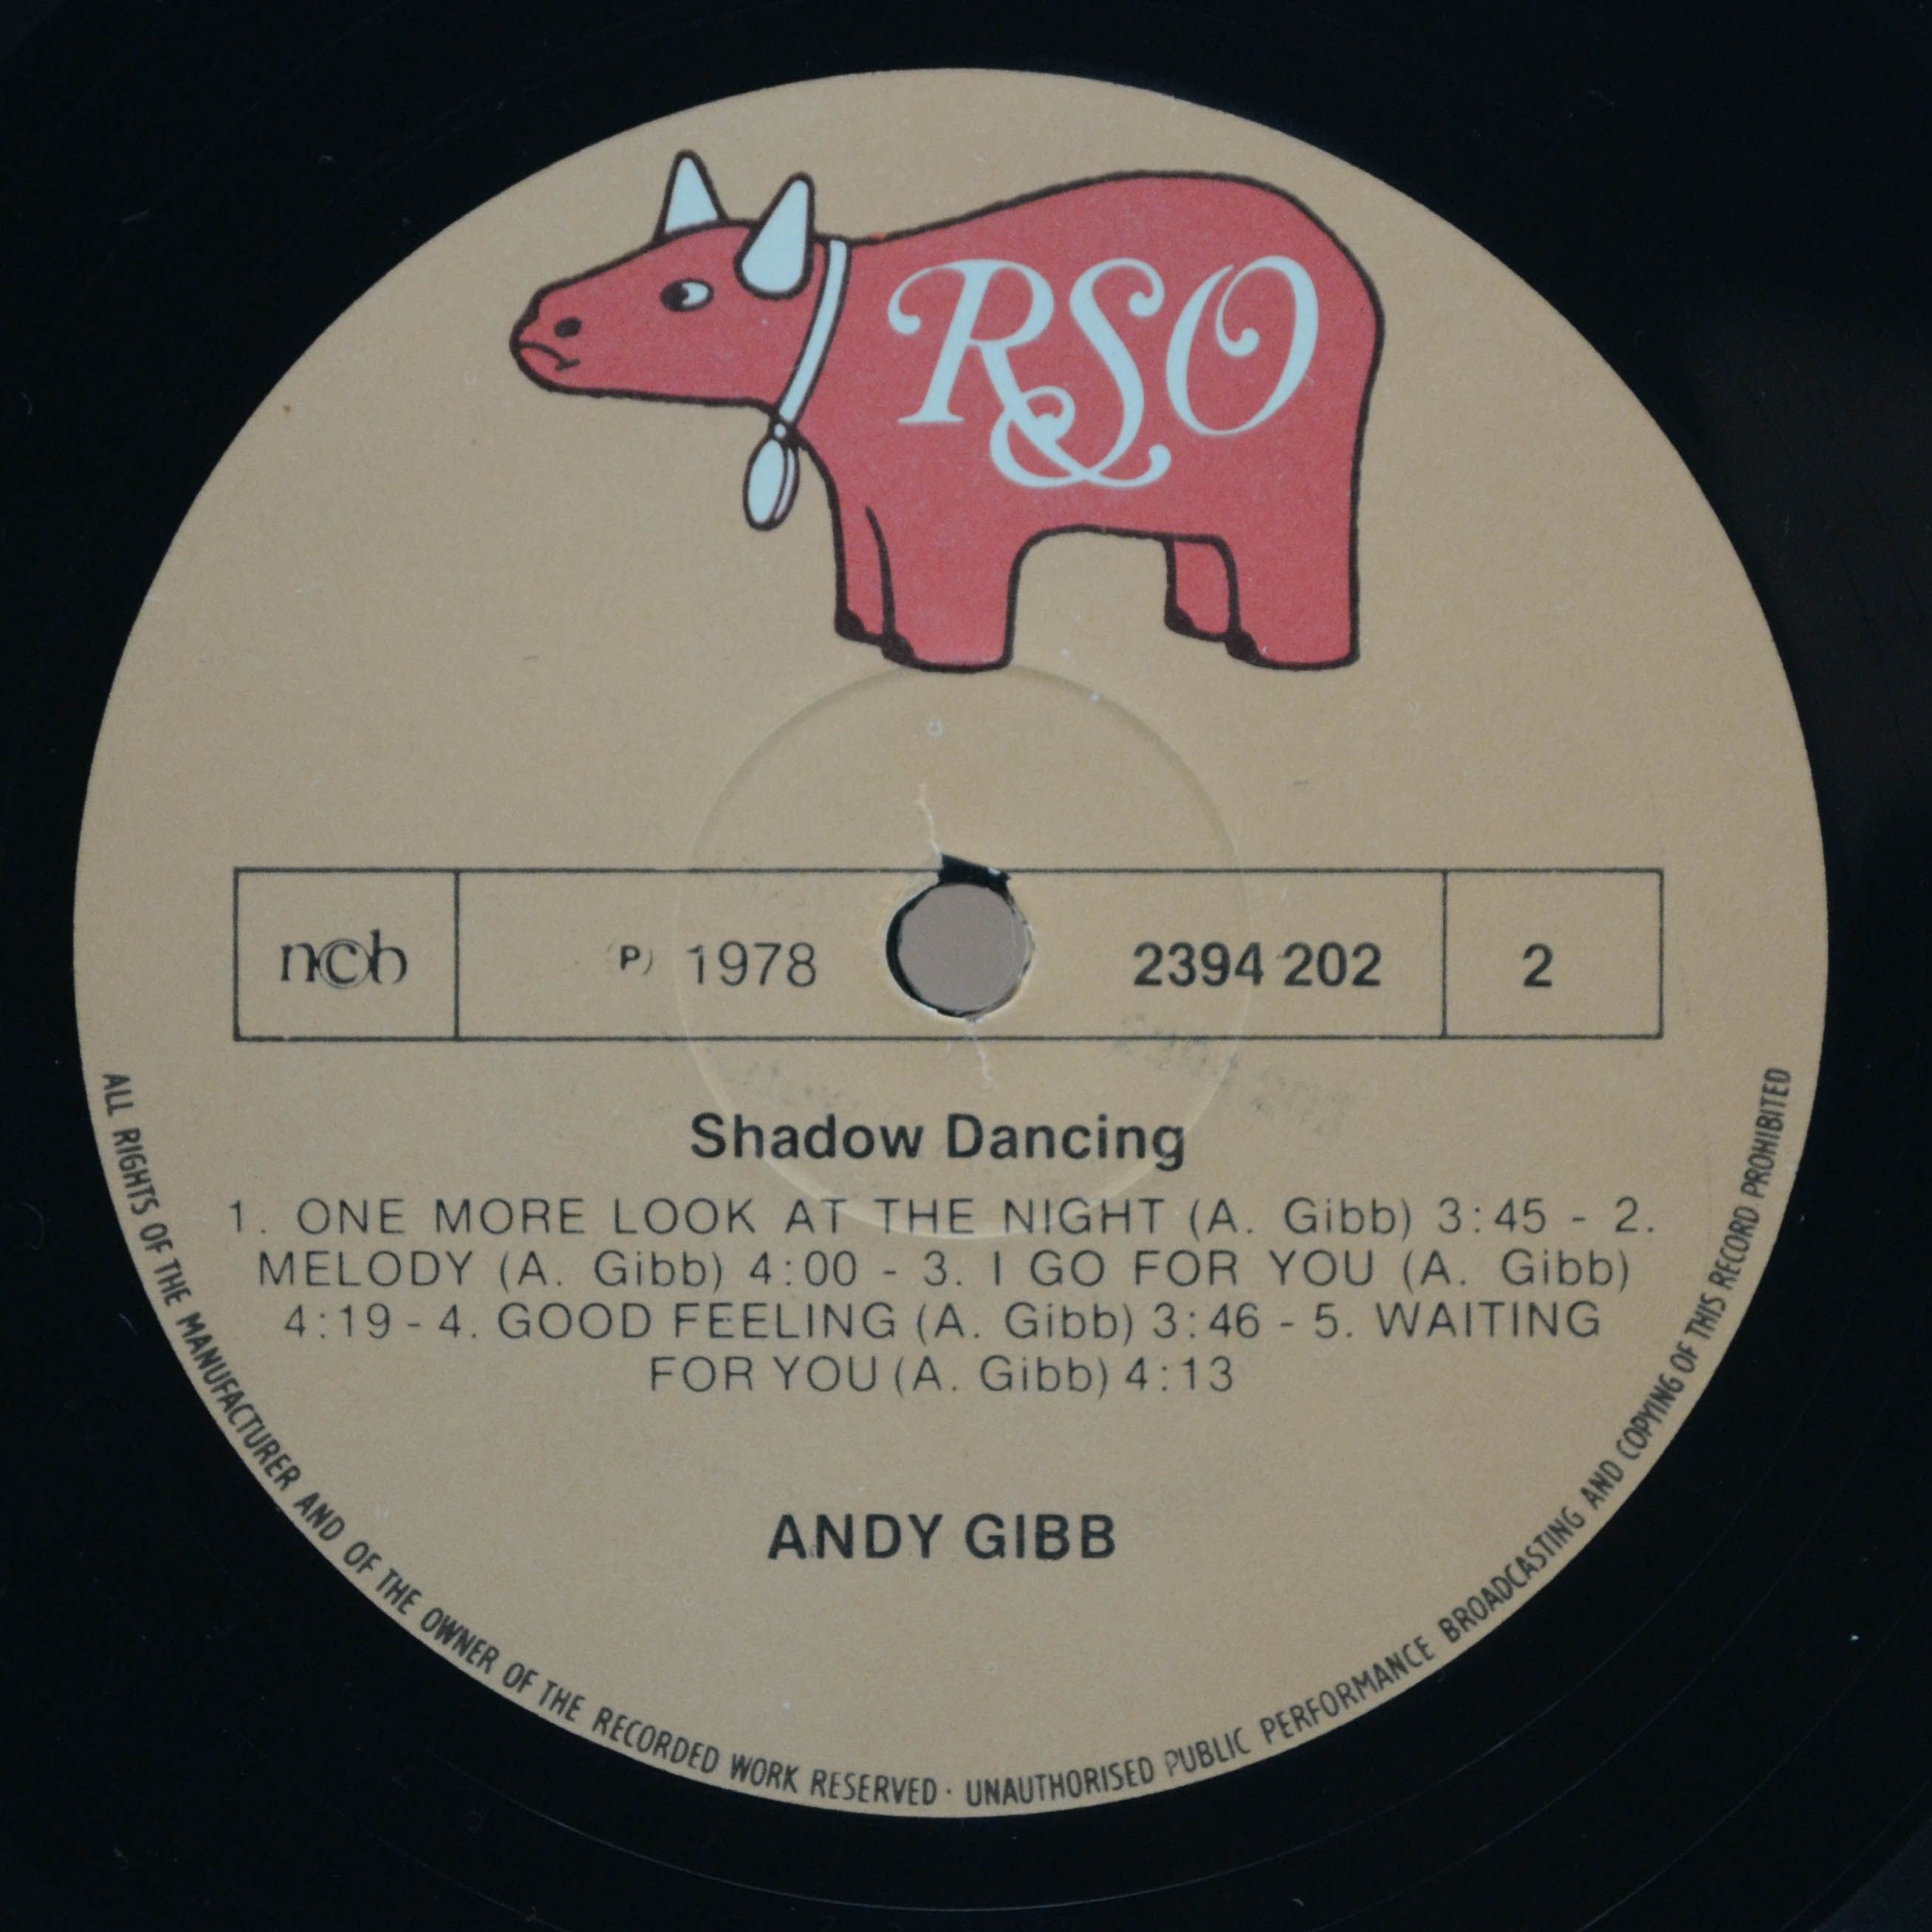 RSO
ncb
P 1978
2394 202
2
Shadow Dancing
1. ONE MORE LOOK AT THE NIGHT (A. Gibb) 3:45 - 2.
MELODY (A. Gibb) 4:00 - 3. I GO FOR YOU (A. Gibb)
4:19 - 4. GOOD FEELING (A. Gibb) 3:46 - 5. WAITING
FOR YOU (A. Gibb) 4:13
ANDY GIBB
ALL RIGHTS OF THE MANUFACTURER AND OF THE OWNER OF THE RECORDED WORK RESERVED · UNAUTHORISED PUBLIC PERFORMANCE BROADCASTING AND COPYING OF THIS RECORD PROHIBITED